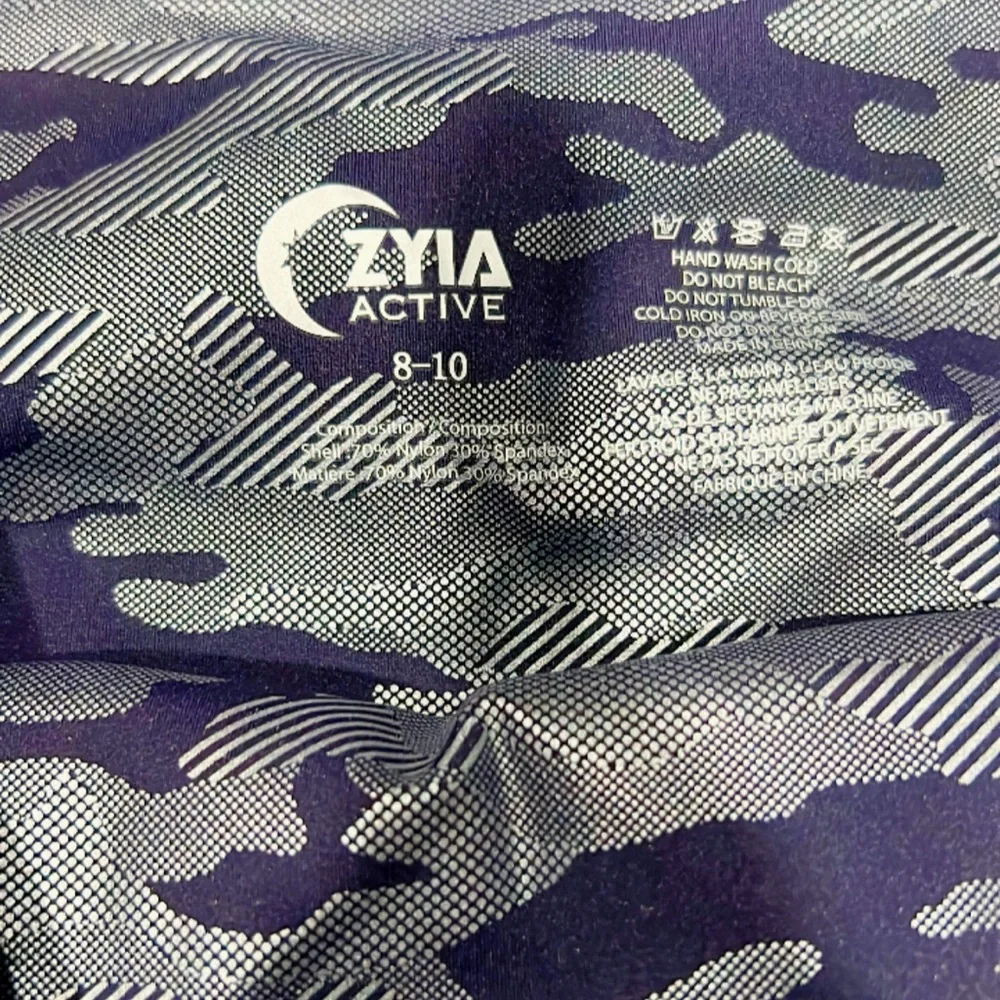 ZYIA
ACTIVE
8-10
Composition / Composition:
Shell :70% Nylon 30% Spandex
Matière :70% Nylon 30% Spandex
HAND WASH COLD
DO NOT BLEACH
DO NOT TUMBLE DRY
COLD IRON ON REVERSE SIDE
DO NOT DRY CLEAN
MADE IN CHINA
LAVAGE À LA MAIN À L'EAU FROIDE
NE PAS JAVELLISER
PAS DE SÉCHANGE MACHINE
FER FROID SUR L'ARRIÈRE DU VÊTEMENT
NE PAS NETTOYER À SEC
FABRIQUÉ EN CHINE